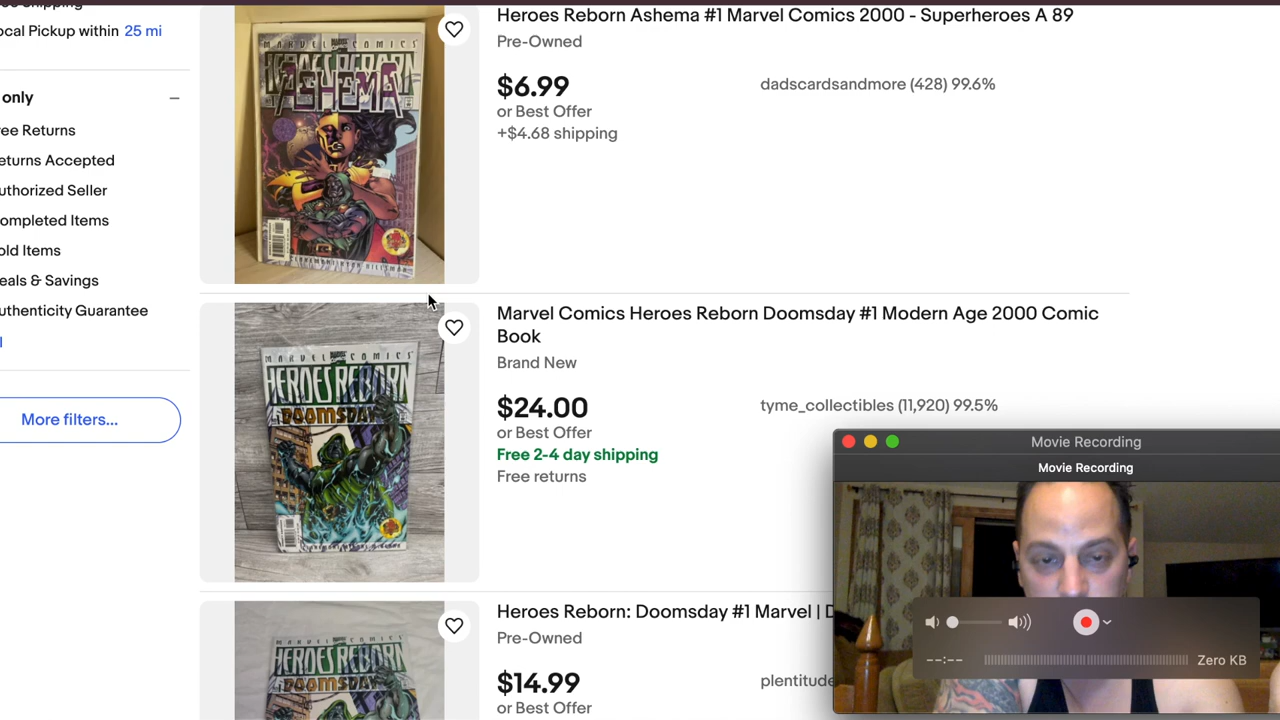 ocal Pickup within 25 mi
only
ree Returns
eturns Accepted
uthorized Seller
ompleted Items
old Items
eals & Savings
uthenticity Guarantee
More filters...
MARVEL COMICS
HEROES REBORN
ASHEMA
Heroes Reborn Ashema #1 Marvel Comics 2000 - Superheroes A 89
Pre-Owned
$6.99
or Best Offer
+$4.68 shipping
dadscardsandmore (428) 99.6%
MARVEL COMICS
HEROES REBORN
DOOMSDAY
Marvel Comics Heroes Reborn Doomsday #1 Modern Age 2000 Comic
Book
Brand New
$24.00
or Best Offer
Free 2-4 day shipping
Free returns
tyme_collectibles (11,920) 99.5%
MARVEL COMICS
HEROES REBORN
DOOMSDAY
Heroes Reborn: Doomsday #1 Marvel | D
Pre-Owned
$14.99
or Best Offer
plentitude
Movie Recording
Movie Recording
--:--
Zero KB